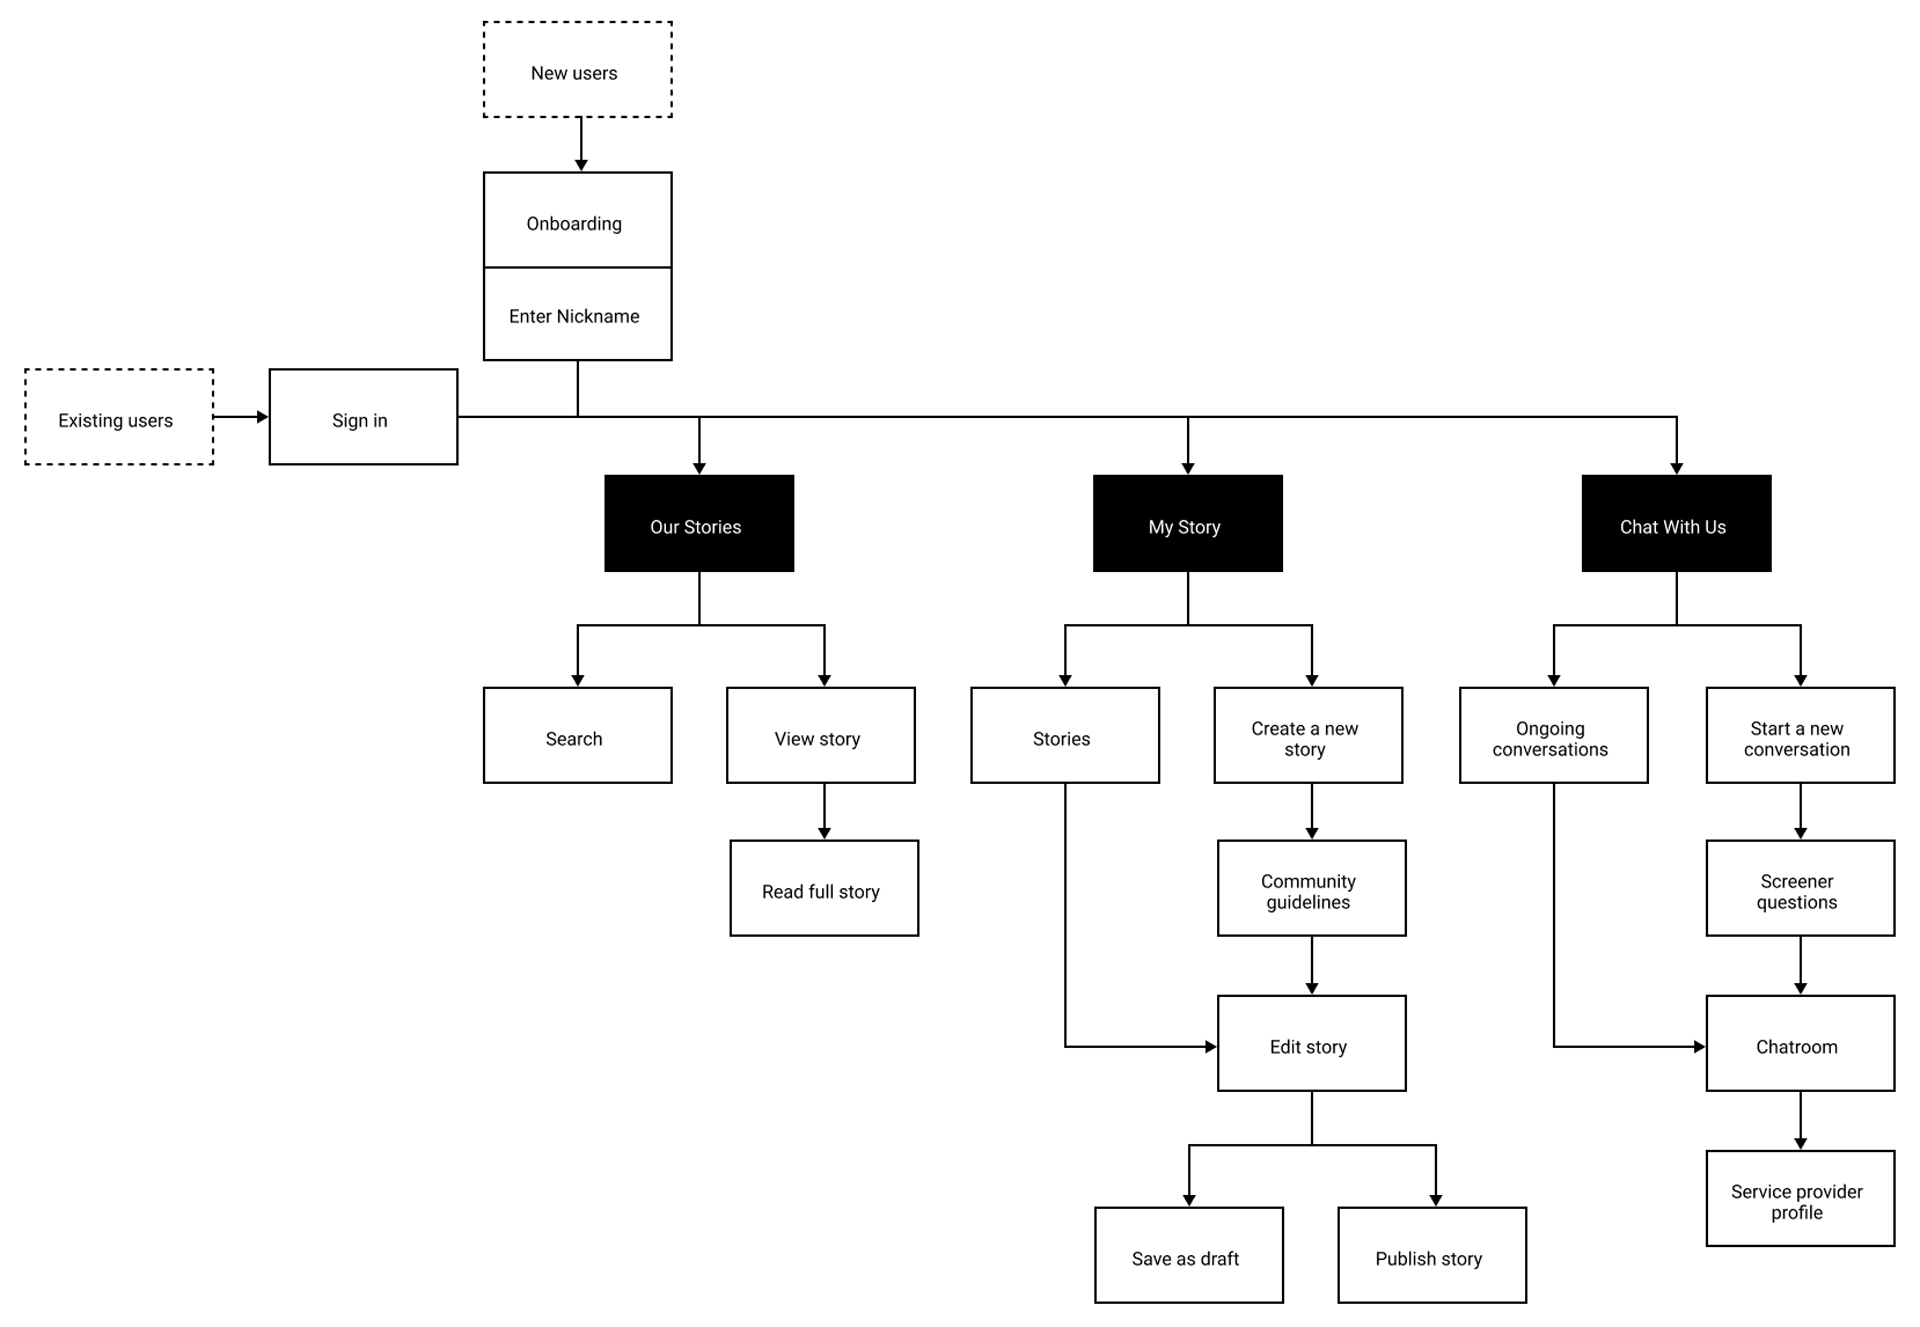 New users
Onboarding
Enter Nickname
Existing users
Sign in
Our Stories
My Story
Chat With Us
Search
View story
Stories
Create a new
story
Ongoing
conversations
Start a new
conversation
Read full story
Community
guidelines
Screener
questions
Edit story
Chatroom
Service provider
profile
Save as draft
Publish story